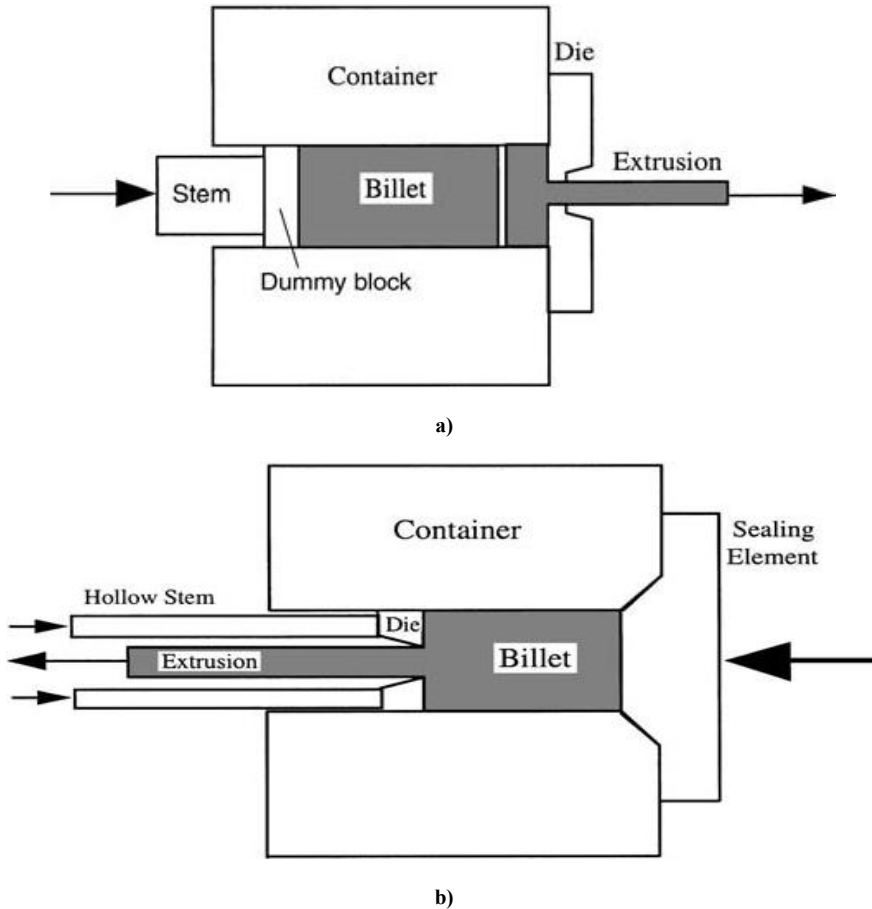 Container
Die
Extrusion
Billet
Stem
Dummy block
a)
Container
Sealing
Element
Hollow Stem
Die
Extrusion
Billet
b)